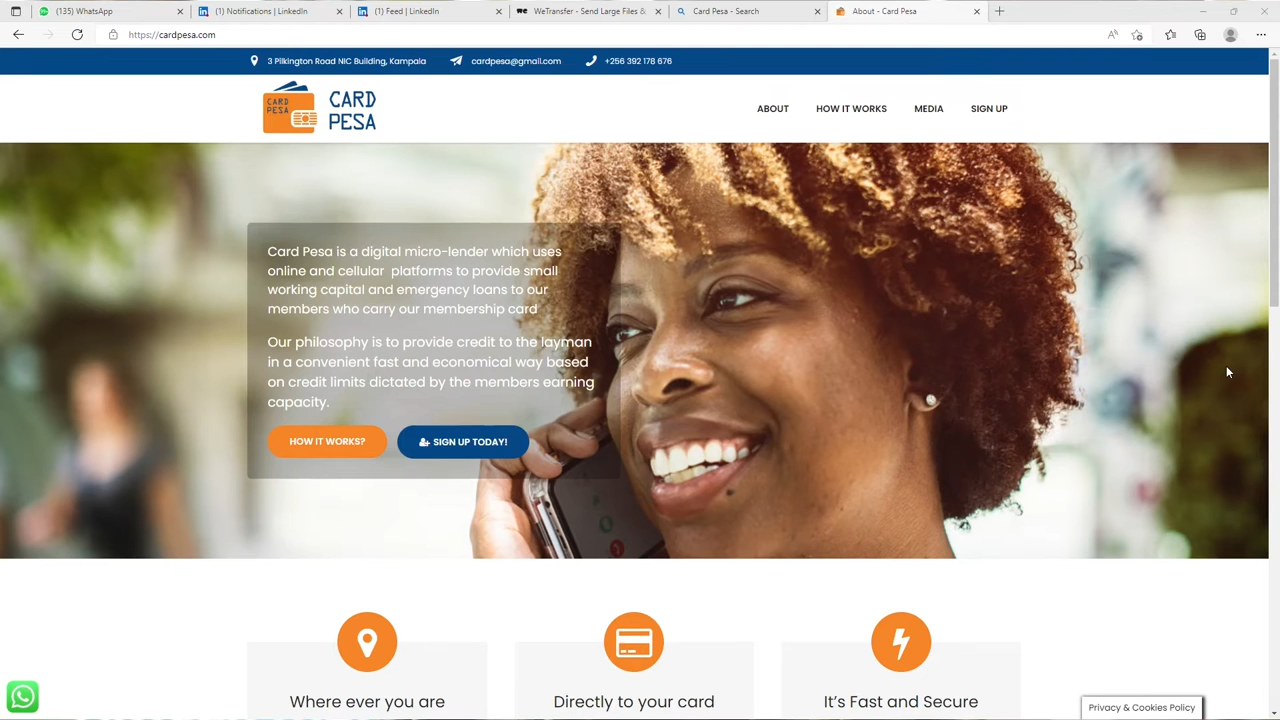 (135) WhatsApp
(1) Notifications | LinkedIn
(1) Feed | LinkedIn
WeTransfer - Send Large Files &
Card Pesa - Search
About - Card Pesa
https://cardpesa.com
3 Pilkington Road NIC Building, Kampala
cardpesa@gmail.com
+256 392 178 676
CARD
PESA
CARD
PESA
ABOUT
HOW IT WORKS
MEDIA
SIGN UP
Card Pesa is a digital micro-lender which uses
online and cellular platforms to provide small
working capital and emergency loans to our
members who carry our membership card
Our philosophy is to provide credit to the layman
in a convenient fast and economical way based
on credit limits dictated by the members earning
capacity.
HOW IT WORKS?
SIGN UP TODAY!
Where ever you are
Directly to your card
It’s Fast and Secure
Privacy & Cookies Policy